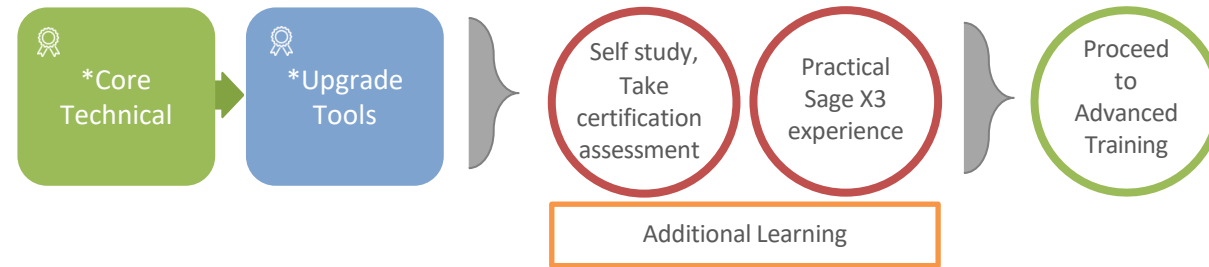 *Core
Technical
*Upgrade
Tools
Self study,
Take
certification
assessment
Practical
Sage X3
experience
Proceed
to
Advanced
Training
Additional Learning